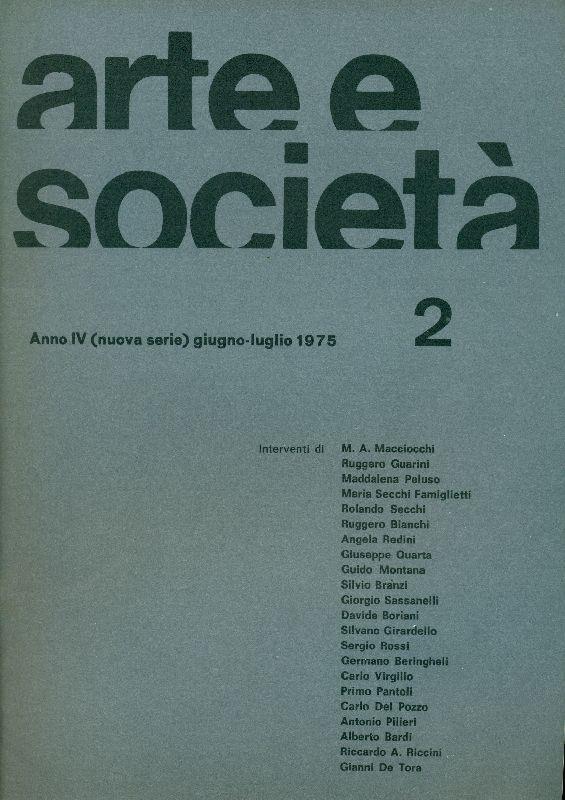 arte e
società
2
Anno IV (nuova serie) giugno-luglio 1975
Interventi di M. A. Macciocchi
Ruggero Guarini
Maddalena Peluso
Maria Secchi Famiglietti
Rolando Secchi
Ruggero Bianchi
Angela Redini
Giuseppe Quarta
Guido Montana
Silvio Branzi
Giorgio Sassanelli
Davide Boriani
Silvano Girardello
Sergio Rossi
Germano Beringheli
Carlo Virgilio
Primo Pantoli
Carlo Del Pozzo
Antonio Pilieri
Alberto Bardi
Riccardo A. Riccini
Gianni De Tora